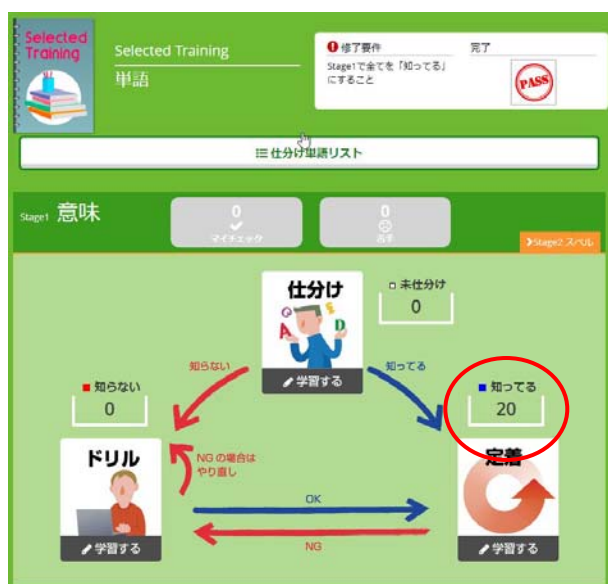 Selected
Training
Selected Training
単語
修了要件
Stage1で全てを「知ってる」
にすること
完了
PASS
仕分け単語リスト
Stage1 意味
0
マイチェック
0
苦手
Stage2 スペル
仕分け
Q
E
A
D
学習する
未仕分け
0
知らない
知ってる
知らない
0
知ってる
20
ドリル
学習する
NGの場合は
やり直し
OK
NG
定着
学習する